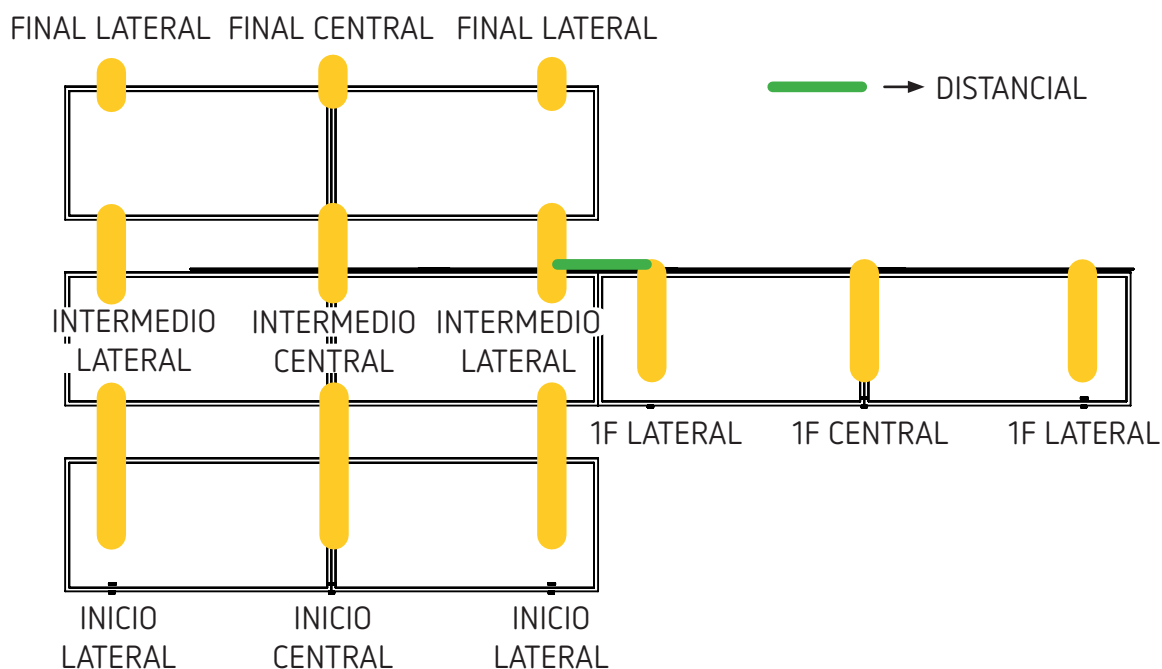 FINAL LATERAL
FINAL CENTRAL
FINAL LATERAL
DISTANCIAL
INTERMEDIO
LATERAL
INTERMEDIO
CENTRAL
INTERMEDIO
LATERAL
1F LATERAL
1F CENTRAL
1F LATERAL
INICIO
LATERAL
INICIO
CENTRAL
INICIO
LATERAL